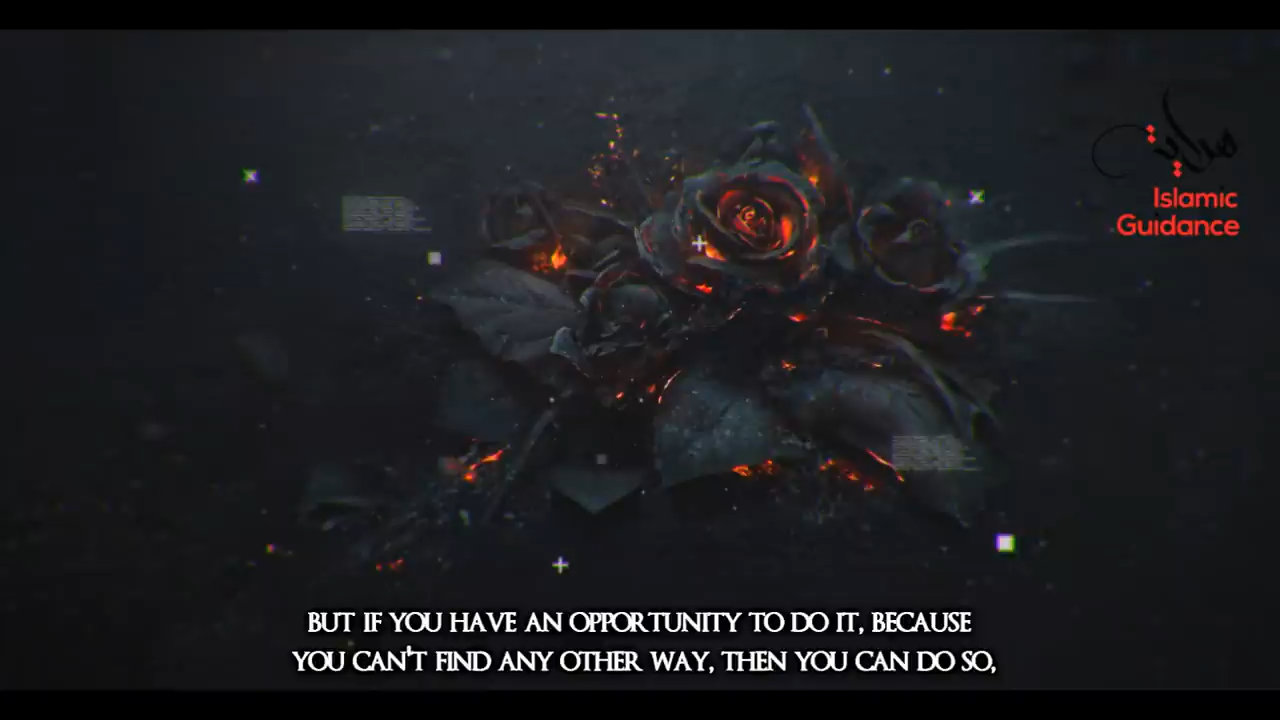 Islamic
Guidance
BUT IF YOU HAVE AN OPPORTUNITY TO DO IT, BECAUSE
YOU CAN'T FIND ANY OTHER WAY, THEN YOU CAN DO SO,